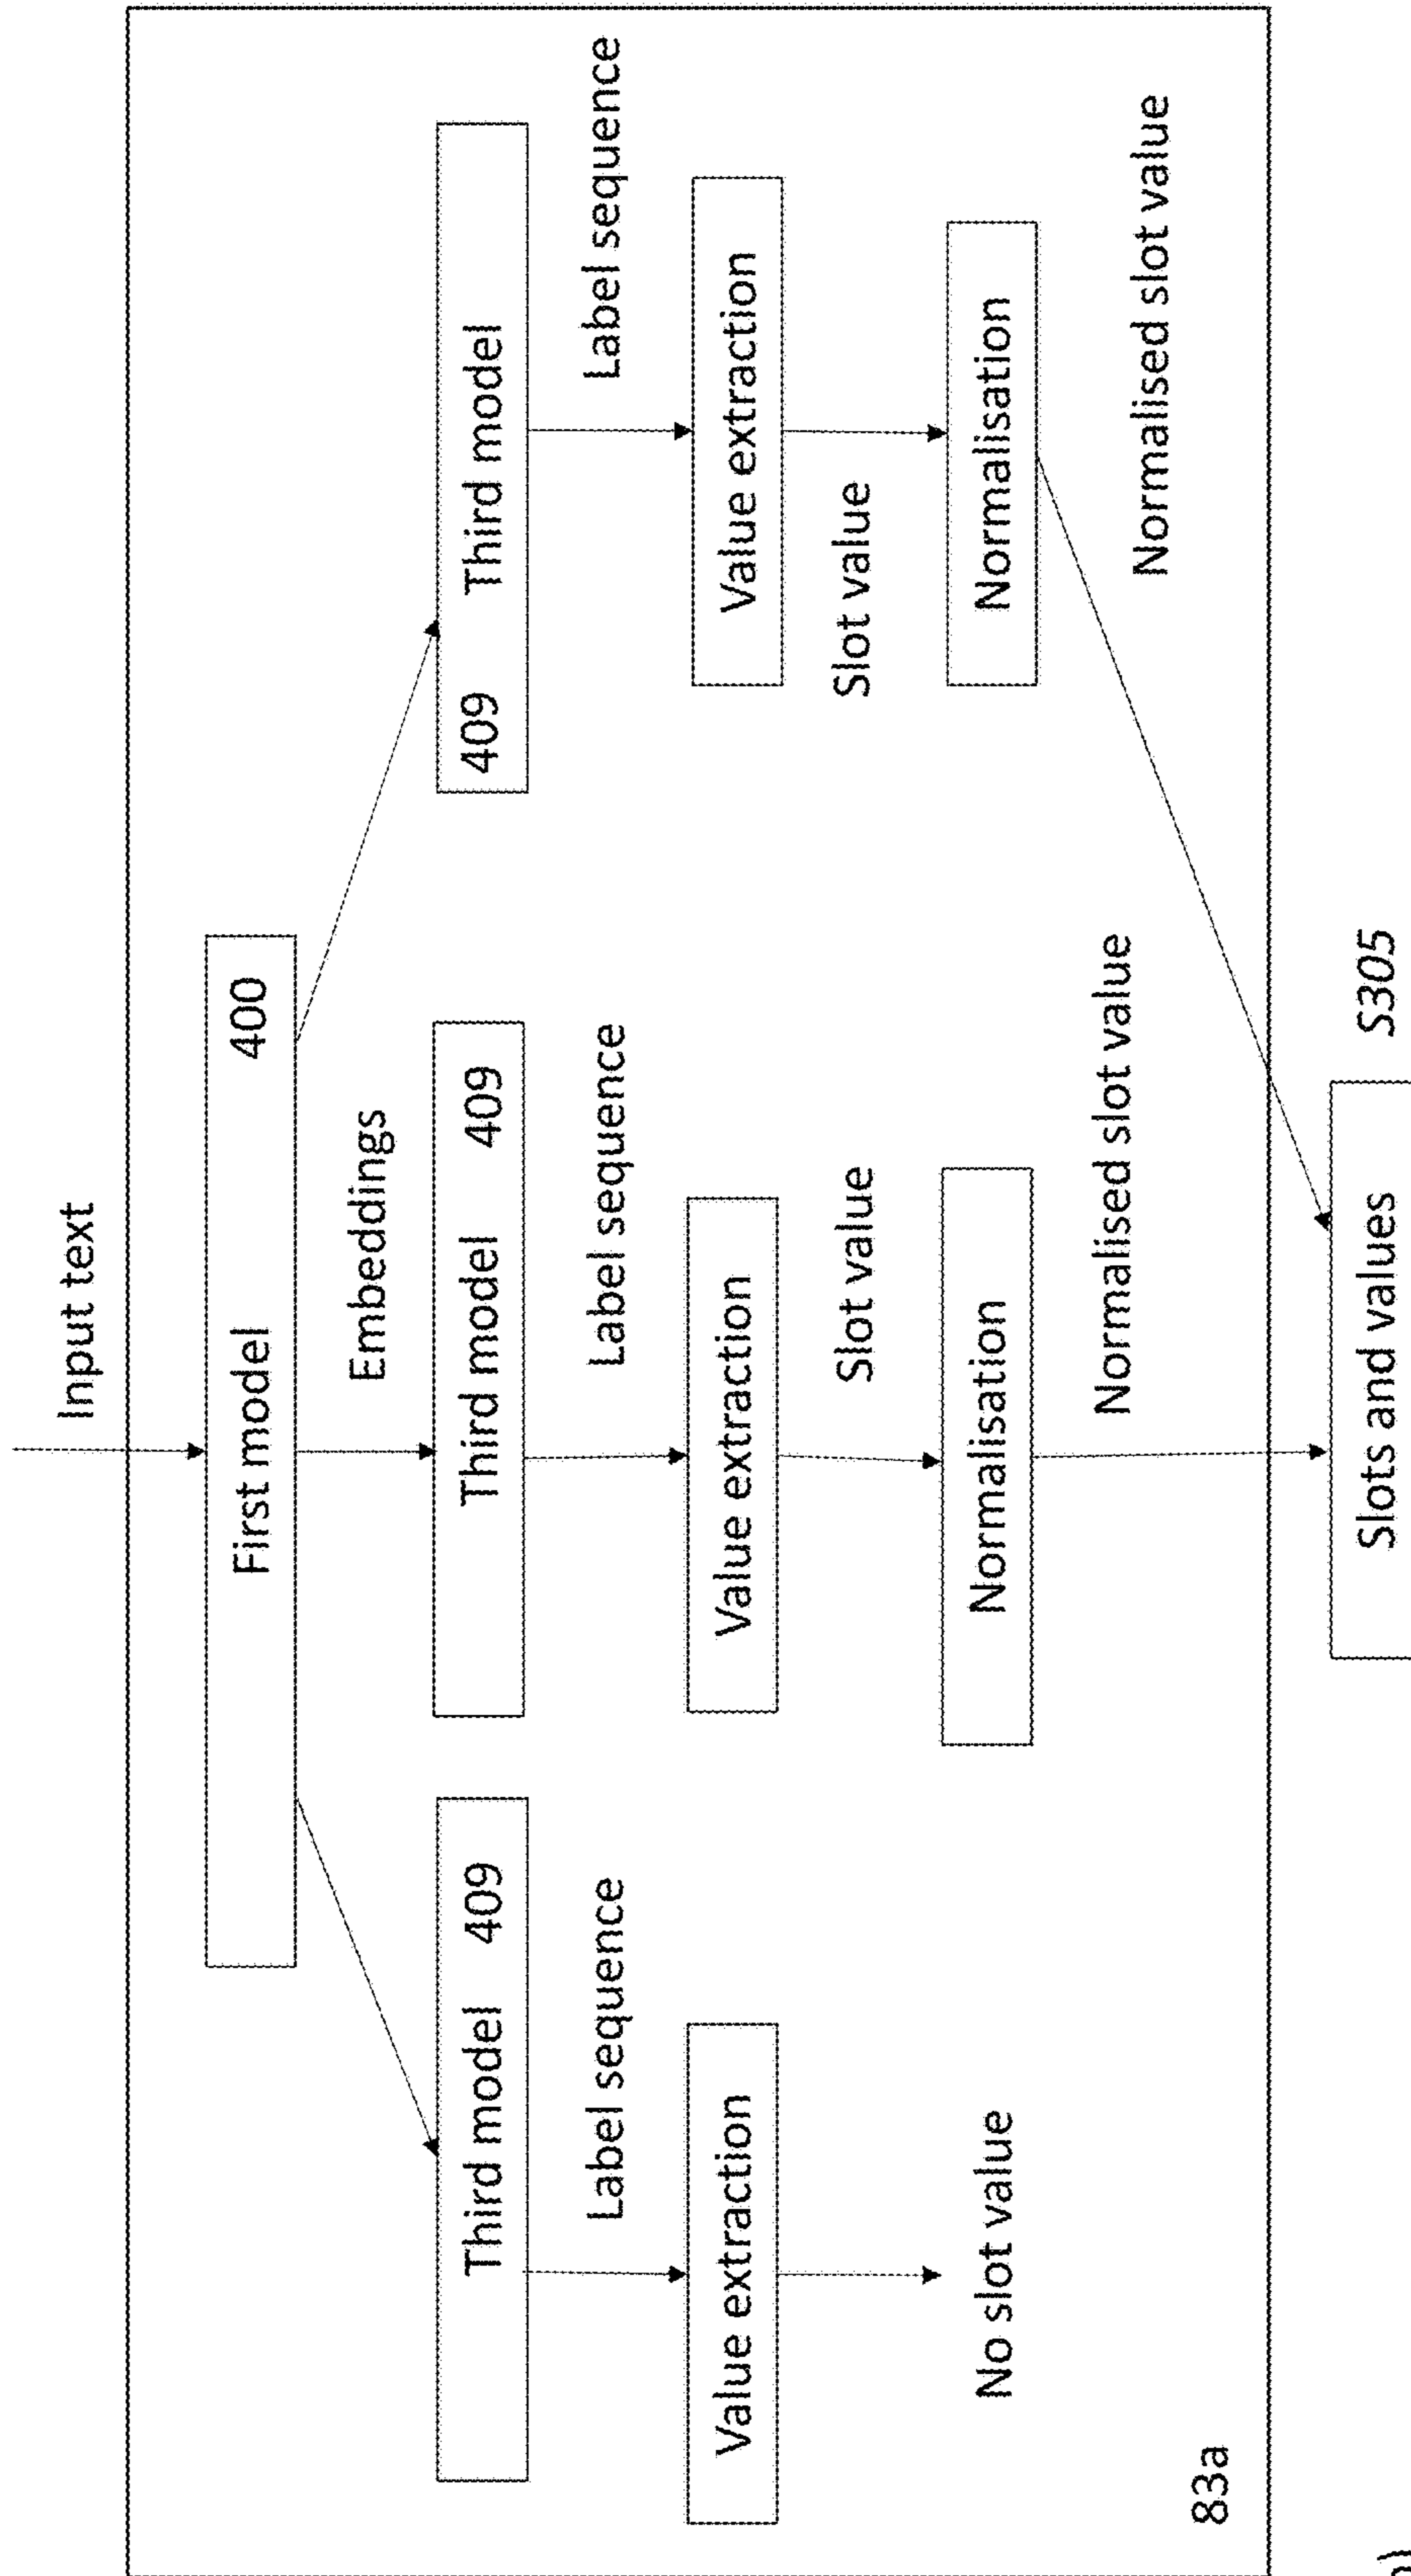 Input text
First model 400
Embeddings
Third model 409
Third model 409
409 Third model
Label sequence
Label sequence
Label sequence
Value extraction
Value extraction
Value extraction
Slot value
Slot value
No slot value
Normalisation
Normalisation
Normalised slot value
Normalised slot value
83a
Slots and values
S305